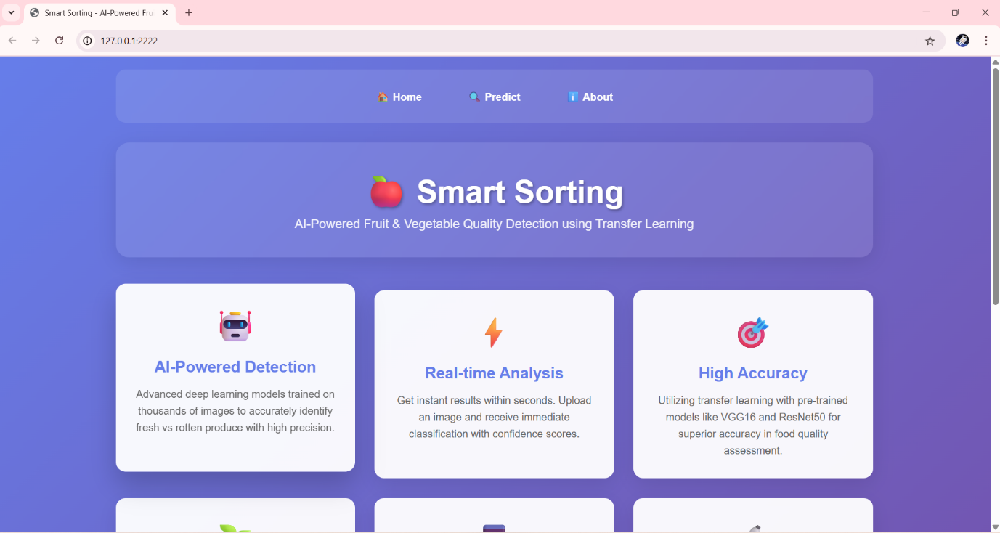 Smart Sorting - AI-Powered Fru
127.0.0.1:2222
Home Predict About
Smart Sorting
AI-Powered Fruit & Vegetable Quality Detection using Transfer Learning
AI-Powered Detection
Advanced deep learning models trained on
thousands of images to accurately identify
fresh vs rotten produce with high precision.
Real-time Analysis
Get instant results within seconds. Upload
an image and receive immediate
classification with confidence scores.
High Accuracy
Utilizing transfer learning with pre-trained
models like VGG16 and ResNet50 for
superior accuracy in food quality
assessment.